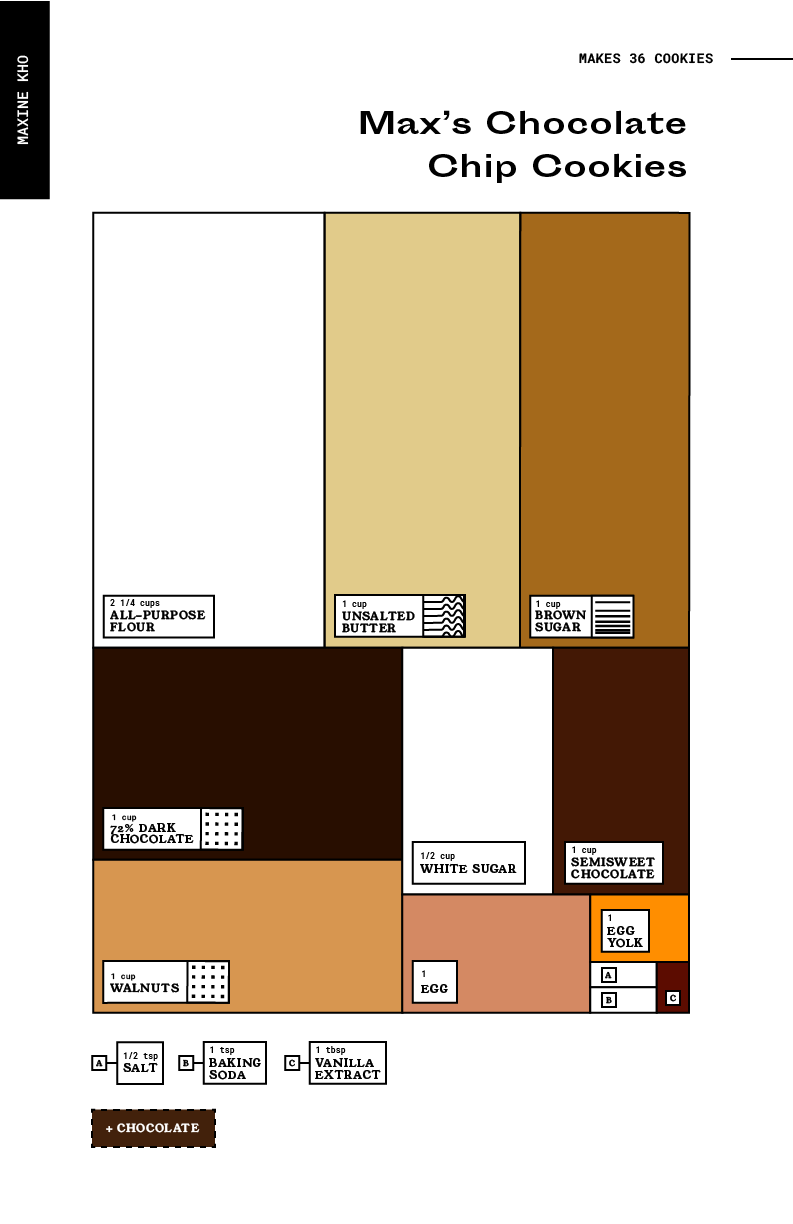 MAXINE KHO
MAKES 36 COOKIES
Max's Chocolate
Chip Cookies
2 1/4 cups
ALL-PURPOSE
FLOUR
1 cup
UNSALTED
BUTTER
1 cup
BROWN
SUGAR
1 cup
72% DARK
CHOCOLATE
1/2 cup
WHITE SUGAR
1 cup
SEMISWEET
CHOCOLATE
1 cup
WALNUTS
1
EGG
1
EGG
YOLK
A
B
C
A
1/2 tsp
SALT
B
1 tsp
BAKING
SODA
C
1 tbsp
VANILLA
EXTRACT
+ CHOCOLATE